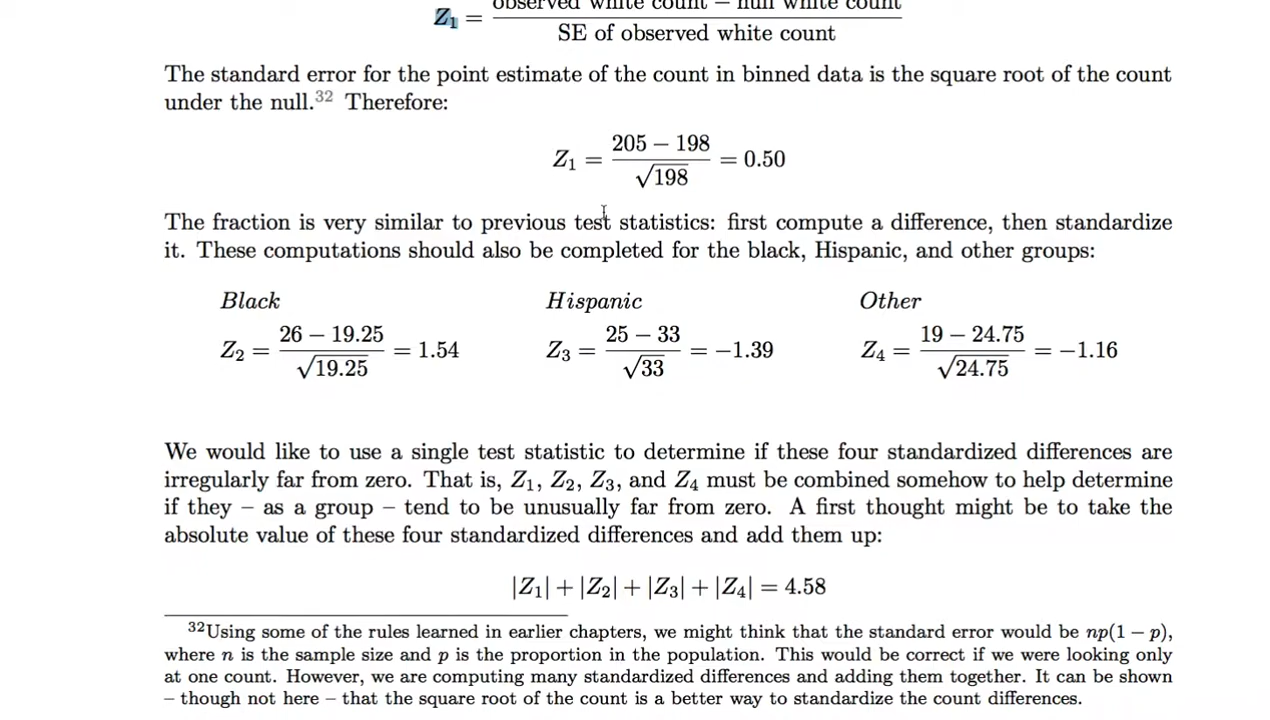 observed white count − null white count
Z₁ =
SE of observed white count
The standard error for the point estimate of the count in binned data is the square root of the count
under the null.³² Therefore:
Z₁ = (205 − 198) / √198 = 0.50
The fraction is very similar to previous test statistics: first compute a difference, then standardize
it. These computations should also be completed for the black, Hispanic, and other groups:
Black Hispanic Other
Z₂ = (26 − 19.25) / √19.25 = 1.54 Z₃ = (25 − 33) / √33 = −1.39 Z₄ = (19 − 24.75) / √24.75 = −1.16
We would like to use a single test statistic to determine if these four standardized differences are
irregularly far from zero. That is, Z₁, Z₂, Z₃, and Z₄ must be combined somehow to help determine
if they – as a group – tend to be unusually far from zero. A first thought might be to take the
absolute value of these four standardized differences and add them up:
|Z₁| + |Z₂| + |Z₃| + |Z₄| = 4.58
³²Using some of the rules learned in earlier chapters, we might think that the standard error would be np(1 − p),
where n is the sample size and p is the proportion in the population. This would be correct if we were looking only
at one count. However, we are computing many standardized differences and adding them together. It can be shown
– though not here – that the square root of the count is a better way to standardize the count differences.